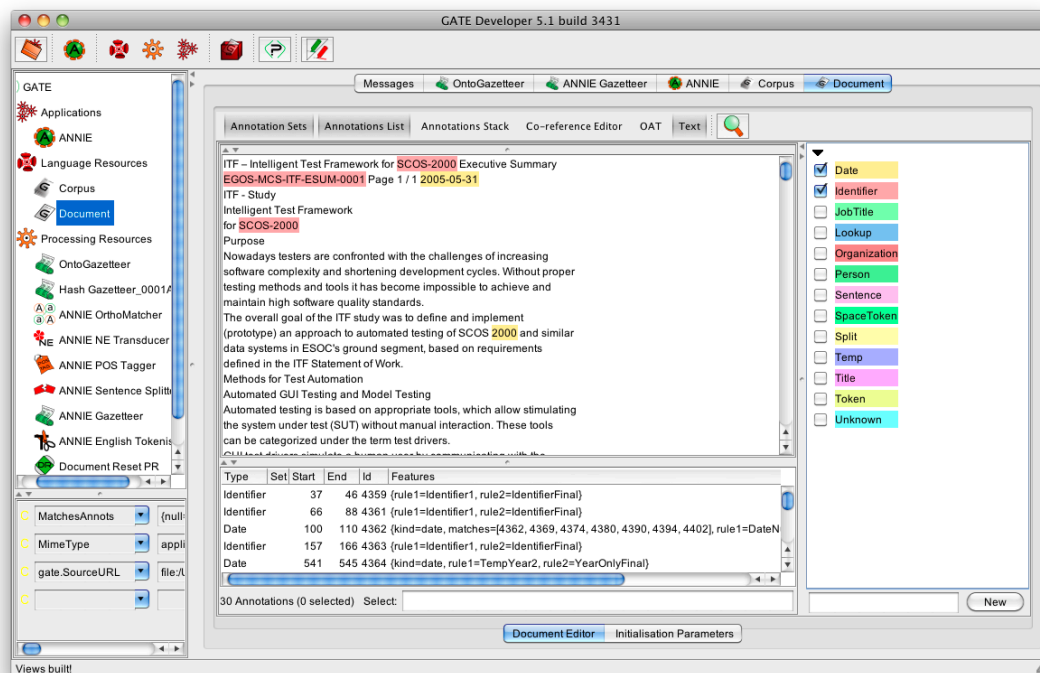 GATE Developer 5.1 build 3431
GATE
Applications
ANNIE
Language Resources
Corpus
Document
Processing Resources
OntoGazetteer
Hash Gazetteer_0001A
ANNIE OrthoMatcher
ANNIE NE Transducer
ANNIE POS Tagger
ANNIE Sentence Splitt
ANNIE Gazetteer
ANNIE English Tokenis
Document Reset PR
MatchesAnnots {null=
MimeType appli
gate.SourceURL file:/U
Messages OntoGazetteer ANNIE Gazetteer ANNIE Corpus Document
Annotation Sets Annotations List Annotations Stack Co-reference Editor OAT Text
ITF – Intelligent Test Framework for SCOS-2000 Executive Summary
EGOS-MCS-ITF-ESUM-0001 Page 1 / 1 2005-05-31
ITF - Study
Intelligent Test Framework
for SCOS-2000
Purpose
Nowadays testers are confronted with the challenges of increasing
software complexity and shortening development cycles. Without proper
testing methods and tools it has become impossible to achieve and
maintain high software quality standards.
The overall goal of the ITF study was to define and implement
(prototype) an approach to automated testing of SCOS 2000 and similar
data systems in ESOC's ground segment, based on requirements
defined in the ITF Statement of Work.
Methods for Test Automation
Automated GUI Testing and Model Testing
Automated testing is based on appropriate tools, which allow stimulating
the system under test (SUT) without manual interaction. These tools
can be categorized under the term test drivers.
GUI test drivers simulate a human user by communicating with the
Type Set Start End Id Features
Identifier 37 46 4359 {rule1=Identifier1, rule2=IdentifierFinal}
Identifier 66 88 4361 {rule1=Identifier1, rule2=IdentifierFinal}
Date 100 110 4362 {kind=date, matches=[4362, 4369, 4374, 4380, 4390, 4394, 4402], rule1=DateN
Identifier 157 166 4363 {rule1=Identifier1, rule2=IdentifierFinal}
Date 541 545 4364 {kind=date, rule1=TempYear2, rule2=YearOnlyFinal}
30 Annotations (0 selected) Select:
Date
Identifier
JobTitle
Lookup
Organization
Person
Sentence
SpaceToken
Split
Temp
Title
Token
Unknown
New
Document Editor Initialisation Parameters
Views built!